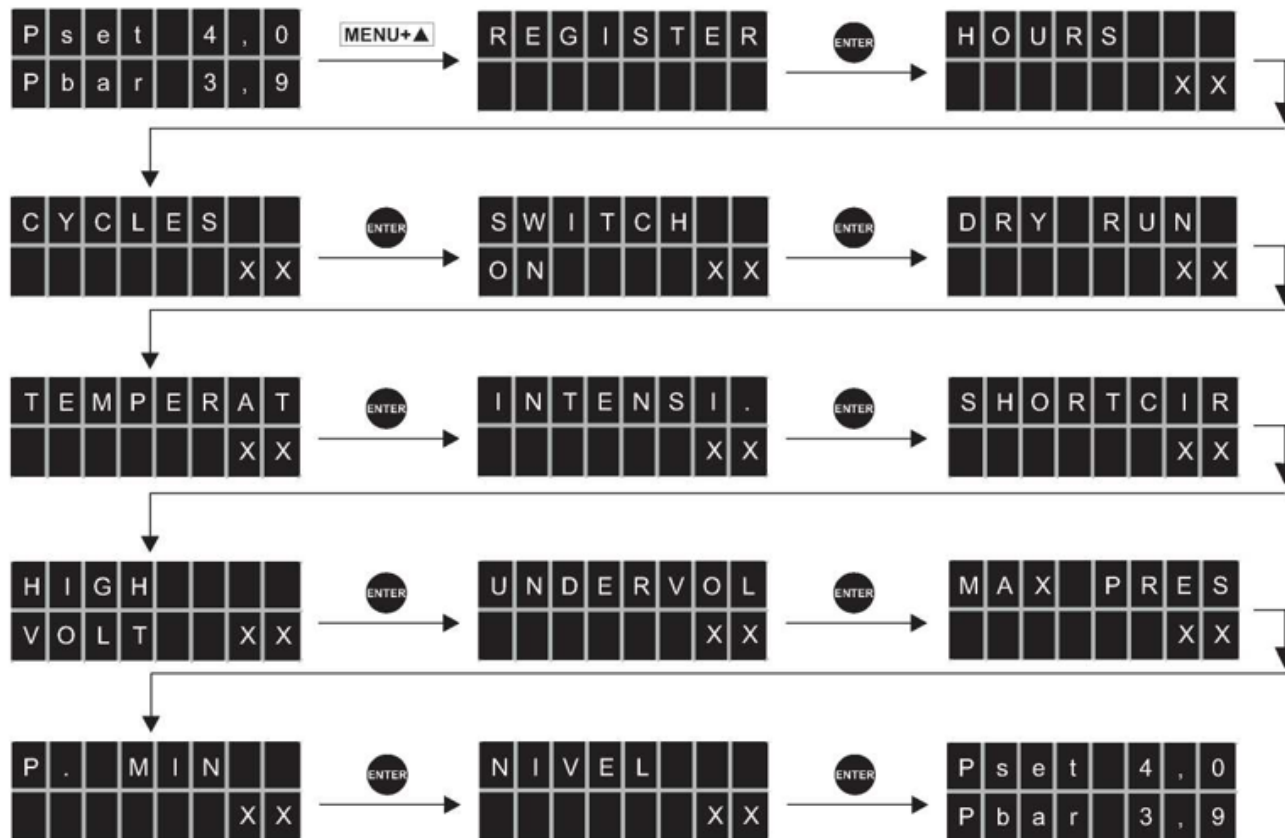 Pset 4,0
Pbar 3,9
MENU+▲
REGISTER
ENTER
HOURS
XX
CYCLES
XX
ENTER
SWITCH
ON XX
ENTER
DRY RUN
XX
TEMPERAT
XX
ENTER
INTENSI.
XX
ENTER
SHORTCIR
XX
HIGH
VOLT XX
ENTER
UNDERVOL
XX
ENTER
MAX PRES
XX
P. MIN
XX
ENTER
NIVEL
XX
ENTER
Pset 4,0
Pbar 3,9